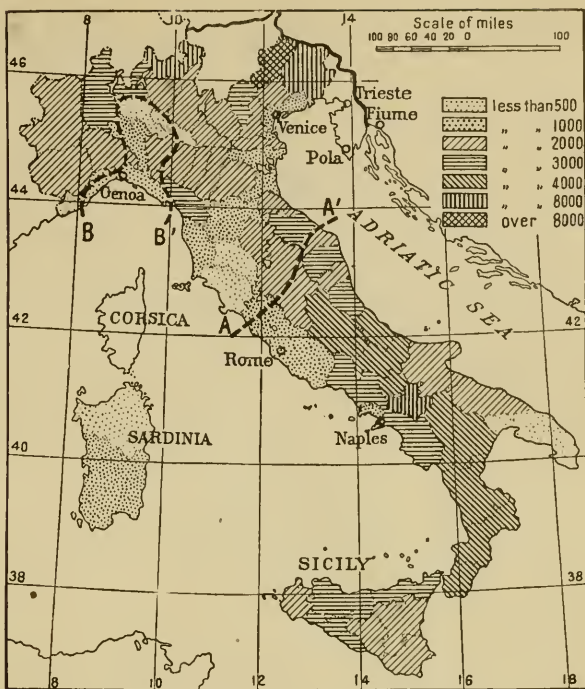 8 10 14
Scale of miles
100 80 60 40 20 0 100
46
Trieste
Fiume
Venice
Pola
less than 500
„ „ 1000
„ „ 2000
„ „ 3000
„ „ 4000
„ „ 8000
over 8000
44
Genoa
B B' A'
ADRIATIC SEA
CORSICA
A
42 42
Rome
SARDINIA
Naples
40 40
SICILY
38 38
8 10 12 14 16 18